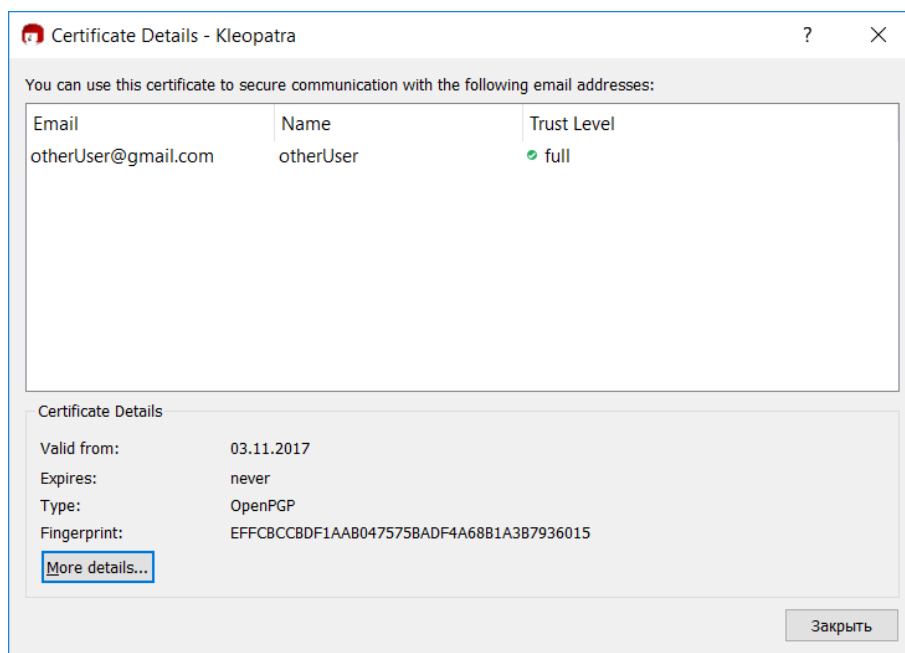 Certificate Details - Kleopatra
You can use this certificate to secure communication with the following email addresses:
Email Name Trust Level
otherUser@gmail.com otherUser full
Certificate Details
Valid from: 03.11.2017
Expires: never
Type: OpenPGP
Fingerprint: EFFCBCCBDF1AAB047575BADF4A68B1A3B7936015
More details...
Закрыть